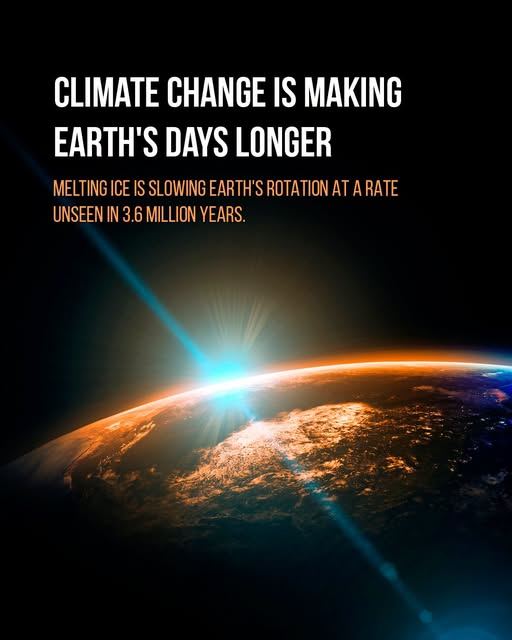 CLIMATE CHANGE IS MAKING
EARTH'S DAYS LONGER
MELTING ICE IS SLOWING EARTH'S ROTATION AT A RATE
UNSEEN IN 3.6 MILLION YEARS.